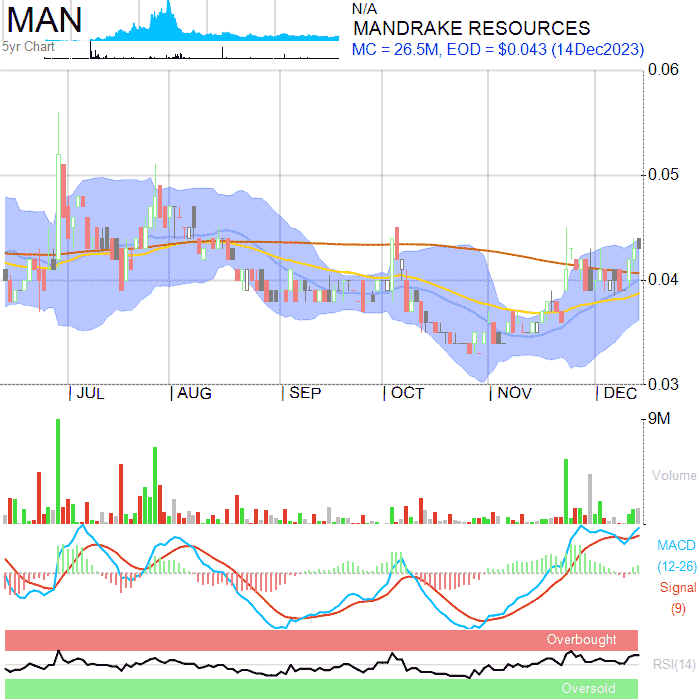 MAN
5yr Chart
N/A
MANDRAKE RESOURCES
MC = 26.5M, EOD = $0.043 (14Dec2023)
0.06
0.05
0.04
0.03
JUL AUG SEP OCT NOV DEC
9M
Volume
MACD
(12-26)
Signal
(9)
Overbought
RSI(14)
Oversold